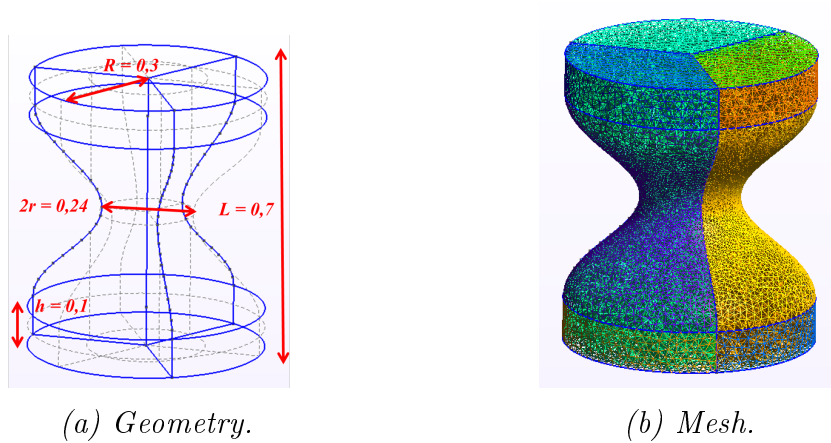 R = 0,3
2r = 0,24
L = 0,7
h = 0,1
(a) Geometry.
(b) Mesh.